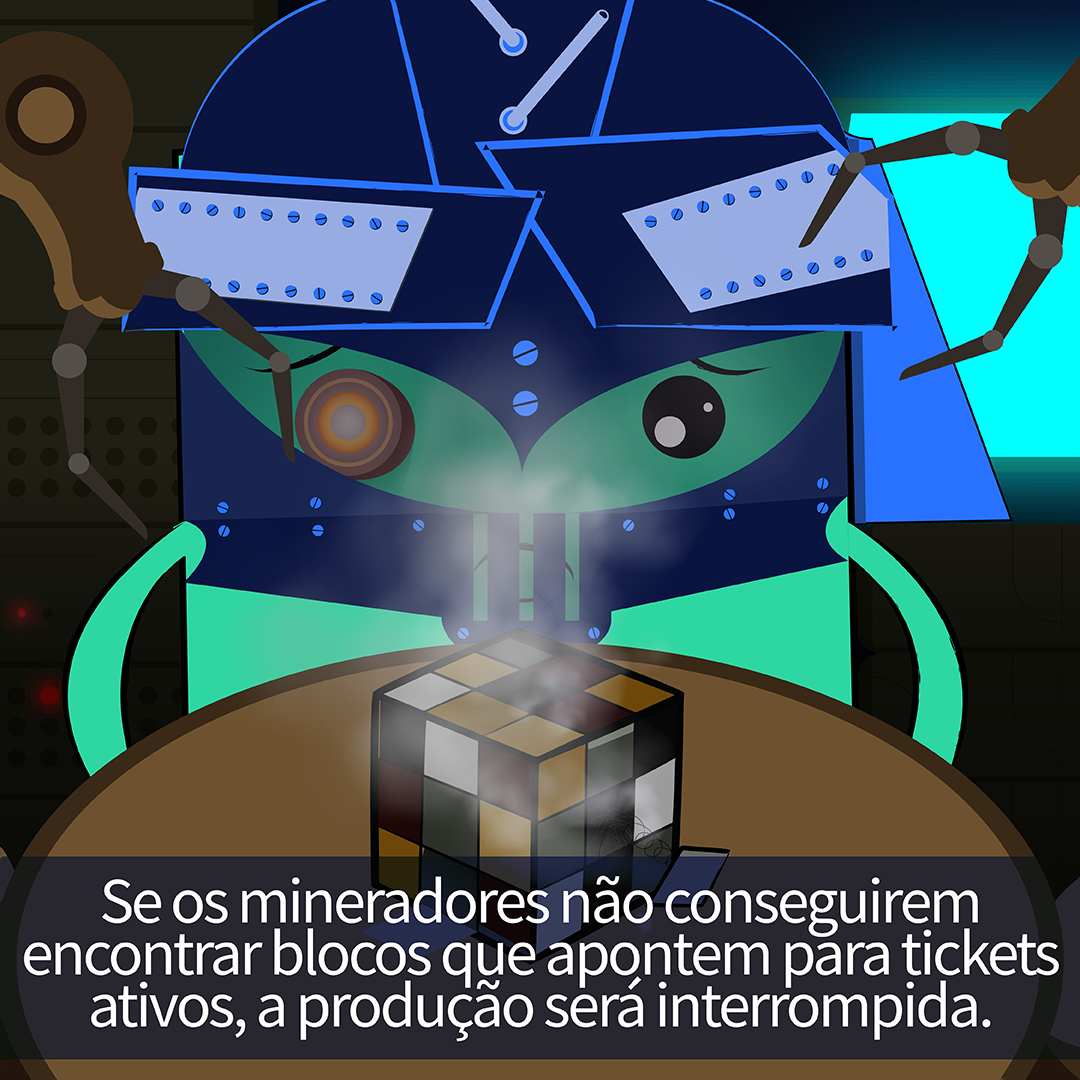 Se os mineradores não conseguirem
encontrar blocos que apontem para tickets
ativos, a produção será interrompida.